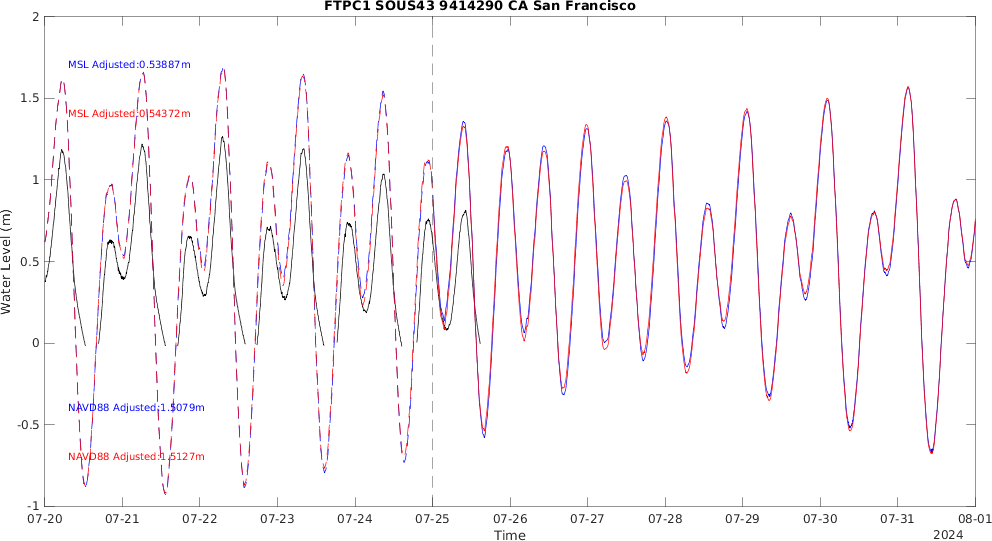 FTPC1 SOUS43 9414290 CA San Francisco
2
MSL Adjusted:0.53887m
1.5
MSL Adjusted:0.54372m
1
Water Level (m)
0.5
0
NAVD88 Adjusted:1.5079m
-0.5
NAVD88 Adjusted:1.5127m
-1
07-20 07-21 07-22 07-23 07-24 07-25 07-26 07-27 07-28 07-29 07-30 07-31 08-01
Time
2024